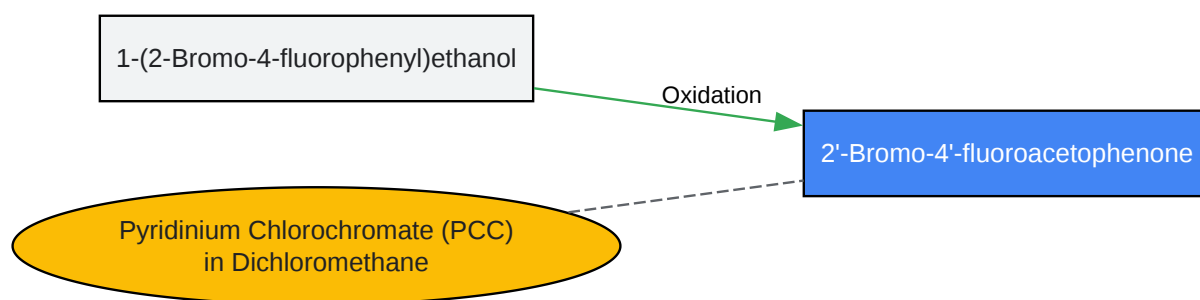 1-(2-Bromo-4-fluorophenyl)ethanol
Oxidation
2'-Bromo-4'-fluoroacetophenone
Pyridinium Chlorochromate (PCC)
in Dichloromethane